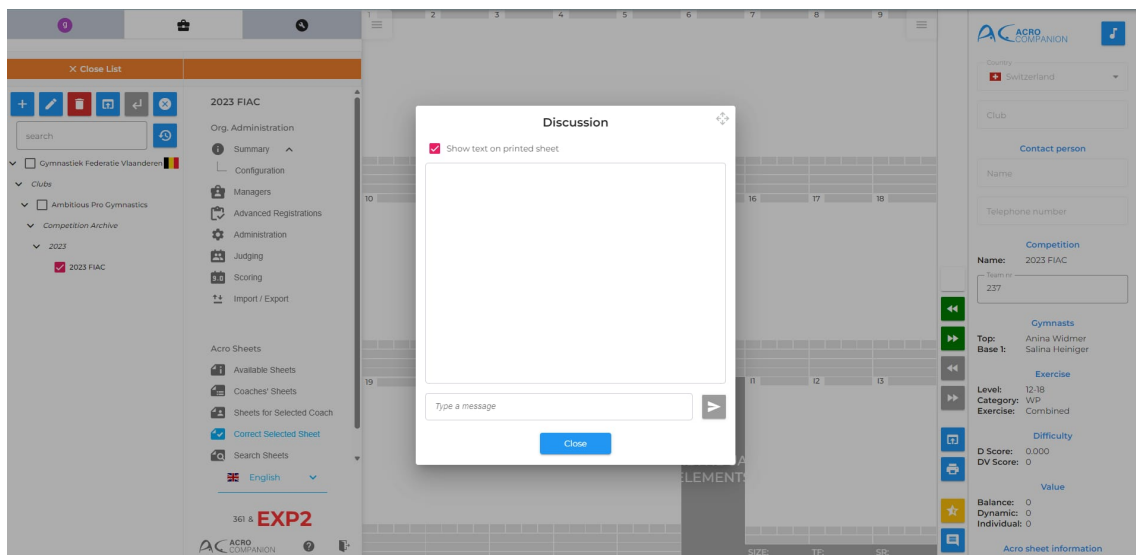 g
1 2 3 4 5 6 7 8 9
× Close List
search
Gymnastiek Federatie Vlaanderen
Clubs
Ambitious Pro Gymnastics
Competition Archive
2023
2023 FIAC
2023 FIAC
Org. Administration
Summary
Configuration
Managers
Advanced Registrations
Administration
Judging
9.0 Scoring
Import / Export
Acro Sheets
Available Sheets
Coaches' Sheets
Sheets for Selected Coach
Correct Selected Sheet
Search Sheets
English
361 & EXP2
ACRO
COMPANION
10 16 17 18
19 I1 I2 I3
Discussion
Show text on printed sheet
Type a message
Close
SIZE: TF: SR:
ACRO
COMPANION
Country
Switzerland
Club
Contact person
Name
Telephone number
Competition
Name: 2023 FIAC
Team nr
237
Gymnasts
Top: Anina Widmer
Base 1: Salina Heiniger
Exercise
Level: 12-18
Category: WP
Exercise: Combined
Difficulty
D Score: 0.000
DV Score: 0
Value
Balance: 0
Dynamic: 0
Individual: 0
Acro sheet information